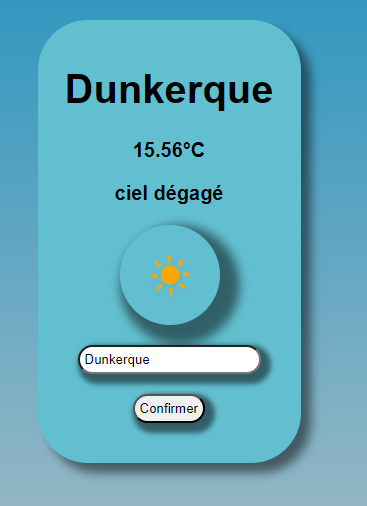 Dunkerque
15.56°C
ciel dégagé
Dunkerque
Confirmer